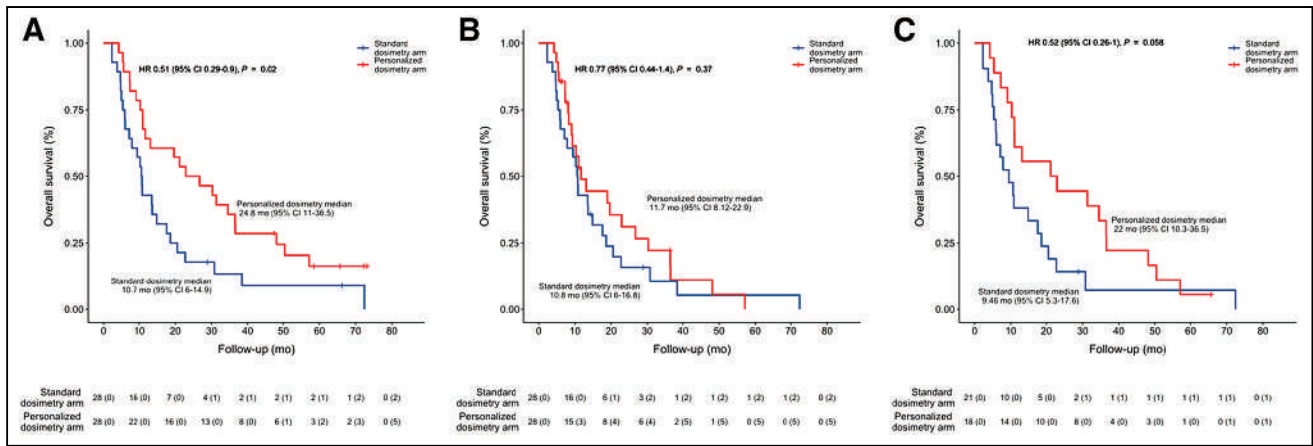 A
1.00
0.75
0.50
0.25
0.00
Overall survival (%)
HR 0.51 (95% CI 0.29-0.9), P = 0.02
Standard
dosimetry arm
Personalized
dosimetry arm
Personalized dosimetry median
24.8 mo (95% CI 11-36.5)
Standard dosimetry median
10.7 mo (95% CI 6-14.9)
0 10 20 30 40 50 60 70 80
Follow-up (mo)
Standard
dosimetry arm
28 (0) 16 (0) 7 (0) 4 (1) 2 (1) 2 (1) 2 (1) 1 (2) 0 (2)
Personalized
dosimetry arm
28 (0) 22 (0) 16 (0) 13 (0) 8 (0) 6 (1) 3 (2) 2 (3) 0 (5)
B
1.00
0.75
0.50
0.25
0.00
Overall survival (%)
HR 0.77 (95% CI 0.44-1.4), P = 0.37
Standard
dosimetry arm
Personalized
dosimetry arm
Personalized dosimetry median
11.7 mo (95% CI 8.12-22.9)
Standard dosimetry median
10.8 mo (95% CI 6-16.8)
0 10 20 30 40 50 60 70 80
Follow-up (mo)
Standard
dosimetry arm
28 (0) 16 (0) 6 (1) 3 (2) 1 (2) 1 (2) 1 (2) 1 (2) 0 (2)
Personalized
dosimetry arm
28 (0) 15 (3) 8 (4) 6 (4) 2 (5) 1 (5) 0 (5) 0 (5) 0 (5)
C
1.00
0.75
0.50
0.25
0.00
Overall survival (%)
HR 0.52 (95% CI 0.26-1), P = 0.058
Standard
dosimetry arm
Personalized
dosimetry arm
Personalized dosimetry median
22 mo (95% CI 10.3-36.5)
Standard dosimetry median
9.46 mo (95% CI 5.3-17.6)
0 10 20 30 40 50 60 70 80
Follow-up (mo)
Standard
dosimetry arm
21 (0) 10 (0) 5 (0) 2 (1) 1 (1) 1 (1) 1 (1) 1 (1) 0 (1)
Personalized
dosimetry arm
18 (0) 14 (0) 10 (0) 8 (0) 4 (0) 3 (0) 1 (0) 0 (1) 0 (1)